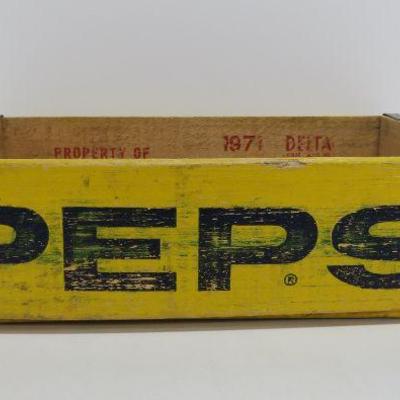 PROPERTY OF 1971 DELTA
PEPS
®